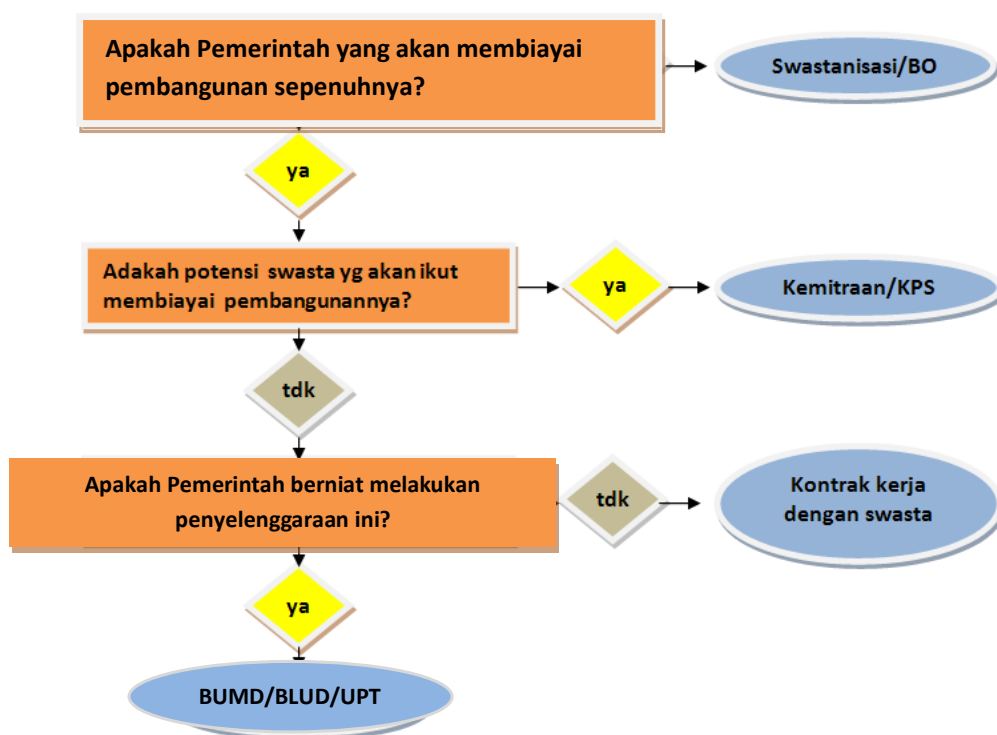 Apakah Pemerintah yang akan membiayai
pembangunan sepenuhnya?
Swastanisasi/BO
ya
Adakah potensi swasta yg akan ikut
membiayai pembangunannya?
ya
Kemitraan/KPS
tdk
Apakah Pemerintah berniat melakukan
penyelenggaraan ini?
tdk
Kontrak kerja
dengan swasta
ya
BUMD/BLUD/UPT